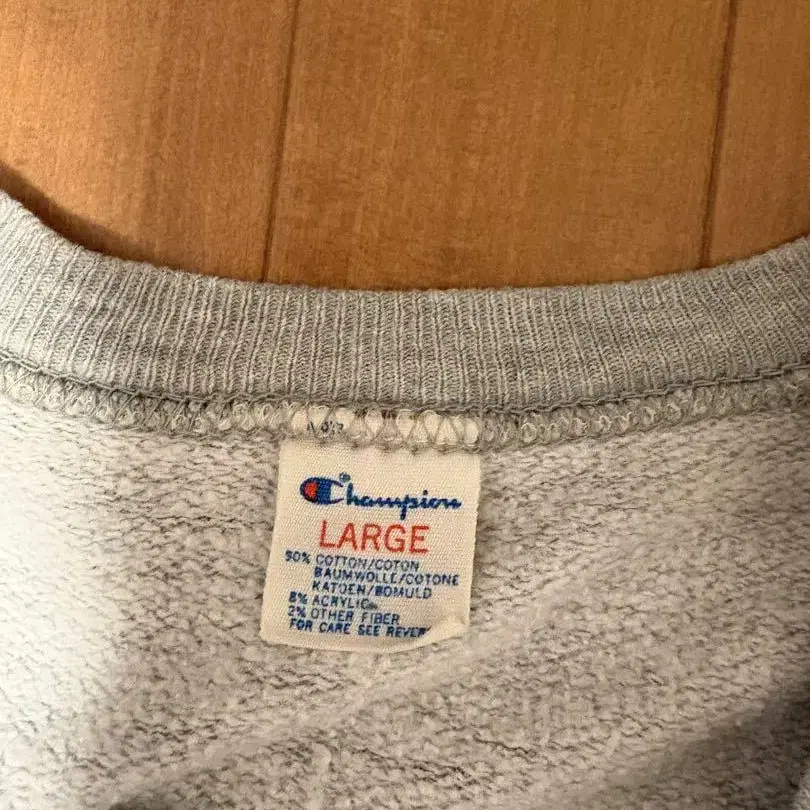 Champion®
LARGE
90% COTTON/COTON
BAUMWOLLE/COTONE
KATOEN/BOMULD
8% ACRYLIC
2% OTHER FIBER
FOR CARE SEE REVER